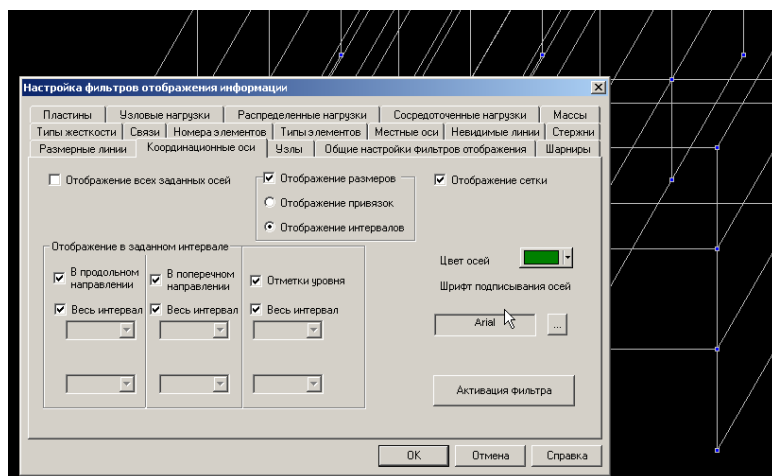 Настройка фильтров отображения информации
Пластины Узловые нагрузки Распределенные нагрузки Сосредоточенные нагрузки Массы
Типы жесткости Связи Номера элементов Типы элементов Местные оси Невидимые линии Стержни
Размерные линии Координационные оси Узлы Общие настройки фильтров отображения Шарниры
Отображение всех заданных осей
Отображение размеров
Отображение привязок
Отображение интервалов
Отображение сетки
Отображение в заданном интервале
В продольном
направлении
Весь интервал
В поперечном
направлении
Весь интервал
Отметки уровня
Весь интервал
Цвет осей
Шрифт подписывания осей
Arial
...
Активация фильтра
OK Отмена Справка